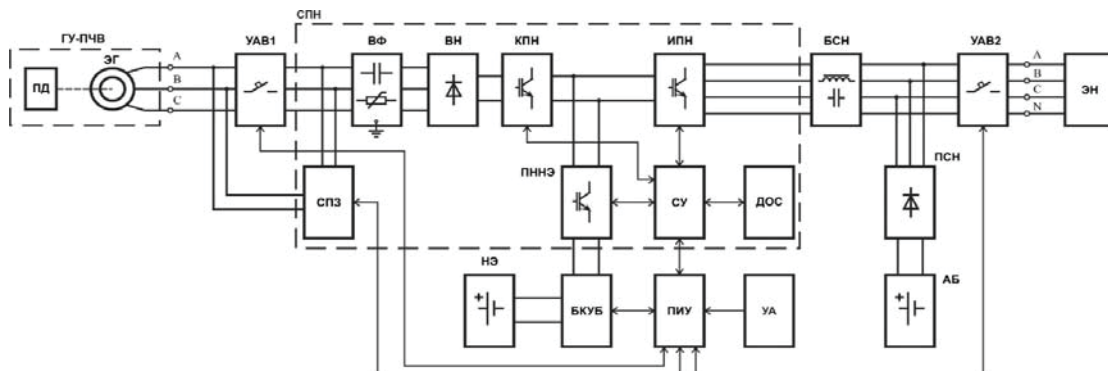 СПН
ГУ-ПЧВ
ЭГ
УАВ1
ВФ
ВН
КПН
ИПН
БСН
УАВ2
A
B
C
A
B
C
N
ПД
ЭН
ПННЭ
ПСН
СПЗ
СУ
ДОС
НЭ
АБ
+
БКУБ
ПИУ
УА
+